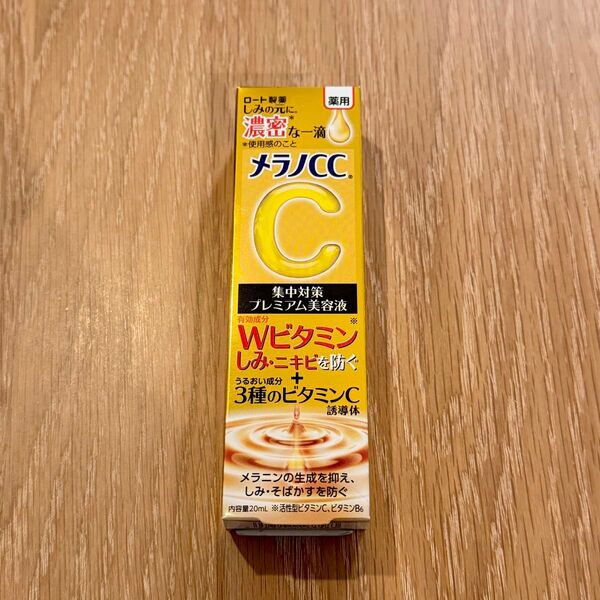 ロート製薬
薬用
しみの元に。
濃密*な一滴
*使用感のこと
メラノCC®
C
集中対策
プレミアム美容液
有効成分
Wビタミン※
しみ・ニキビを防ぐ
+
うるおい成分
3種のビタミンC
誘導体
メラニンの生成を抑え、
しみ・そばかすを防ぐ
内容量20mL ※活性型ビタミンC、ビタミンB6